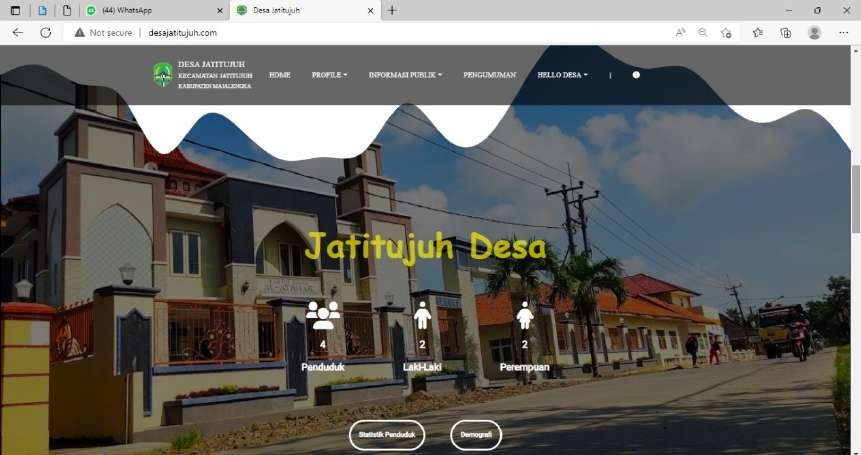 (44) WhatsApp
Desa Jatitujuh
Not secure | desajatitujuh.com
DESA JATITUJUH
KECAMATAN JATITUJUH
KABUPATEN MAJALENGKA
HOME PROFILE INFORMASI PUBLIK PENGUMUMAN HELLO DESA |
Jatitujuh Desa
4 2 2
Penduduk Laki-Laki Perempuan
Statistik Penduduk Demografi